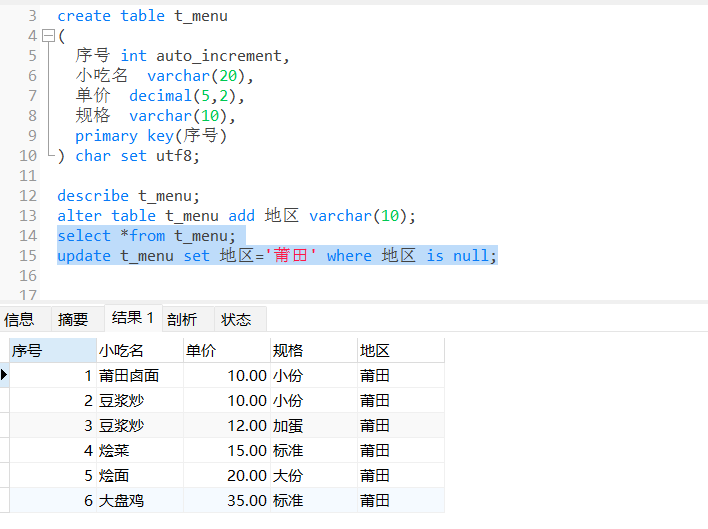 3 create table t_menu
4 (
5 序号 int auto_increment,
6 小吃名 varchar(20),
7 单价 decimal(5,2),
8 规格 varchar(10),
9 primary key(序号)
10 ) char set utf8;
11
12 describe t_menu;
13 alter table t_menu add 地区 varchar(10);
14 select *from t_menu;
15 update t_menu set 地区='莆田' where 地区 is null;
16
17
信息 摘要 结果 1 剖析 状态
序号 小吃名 单价 规格 地区
1 莆田卤面 10.00 小份 莆田
2 豆浆炒 10.00 小份 莆田
3 豆浆炒 12.00 加蛋 莆田
4 烩菜 15.00 标准 莆田
5 烩面 20.00 大份 莆田
6 大盘鸡 35.00 标准 莆田